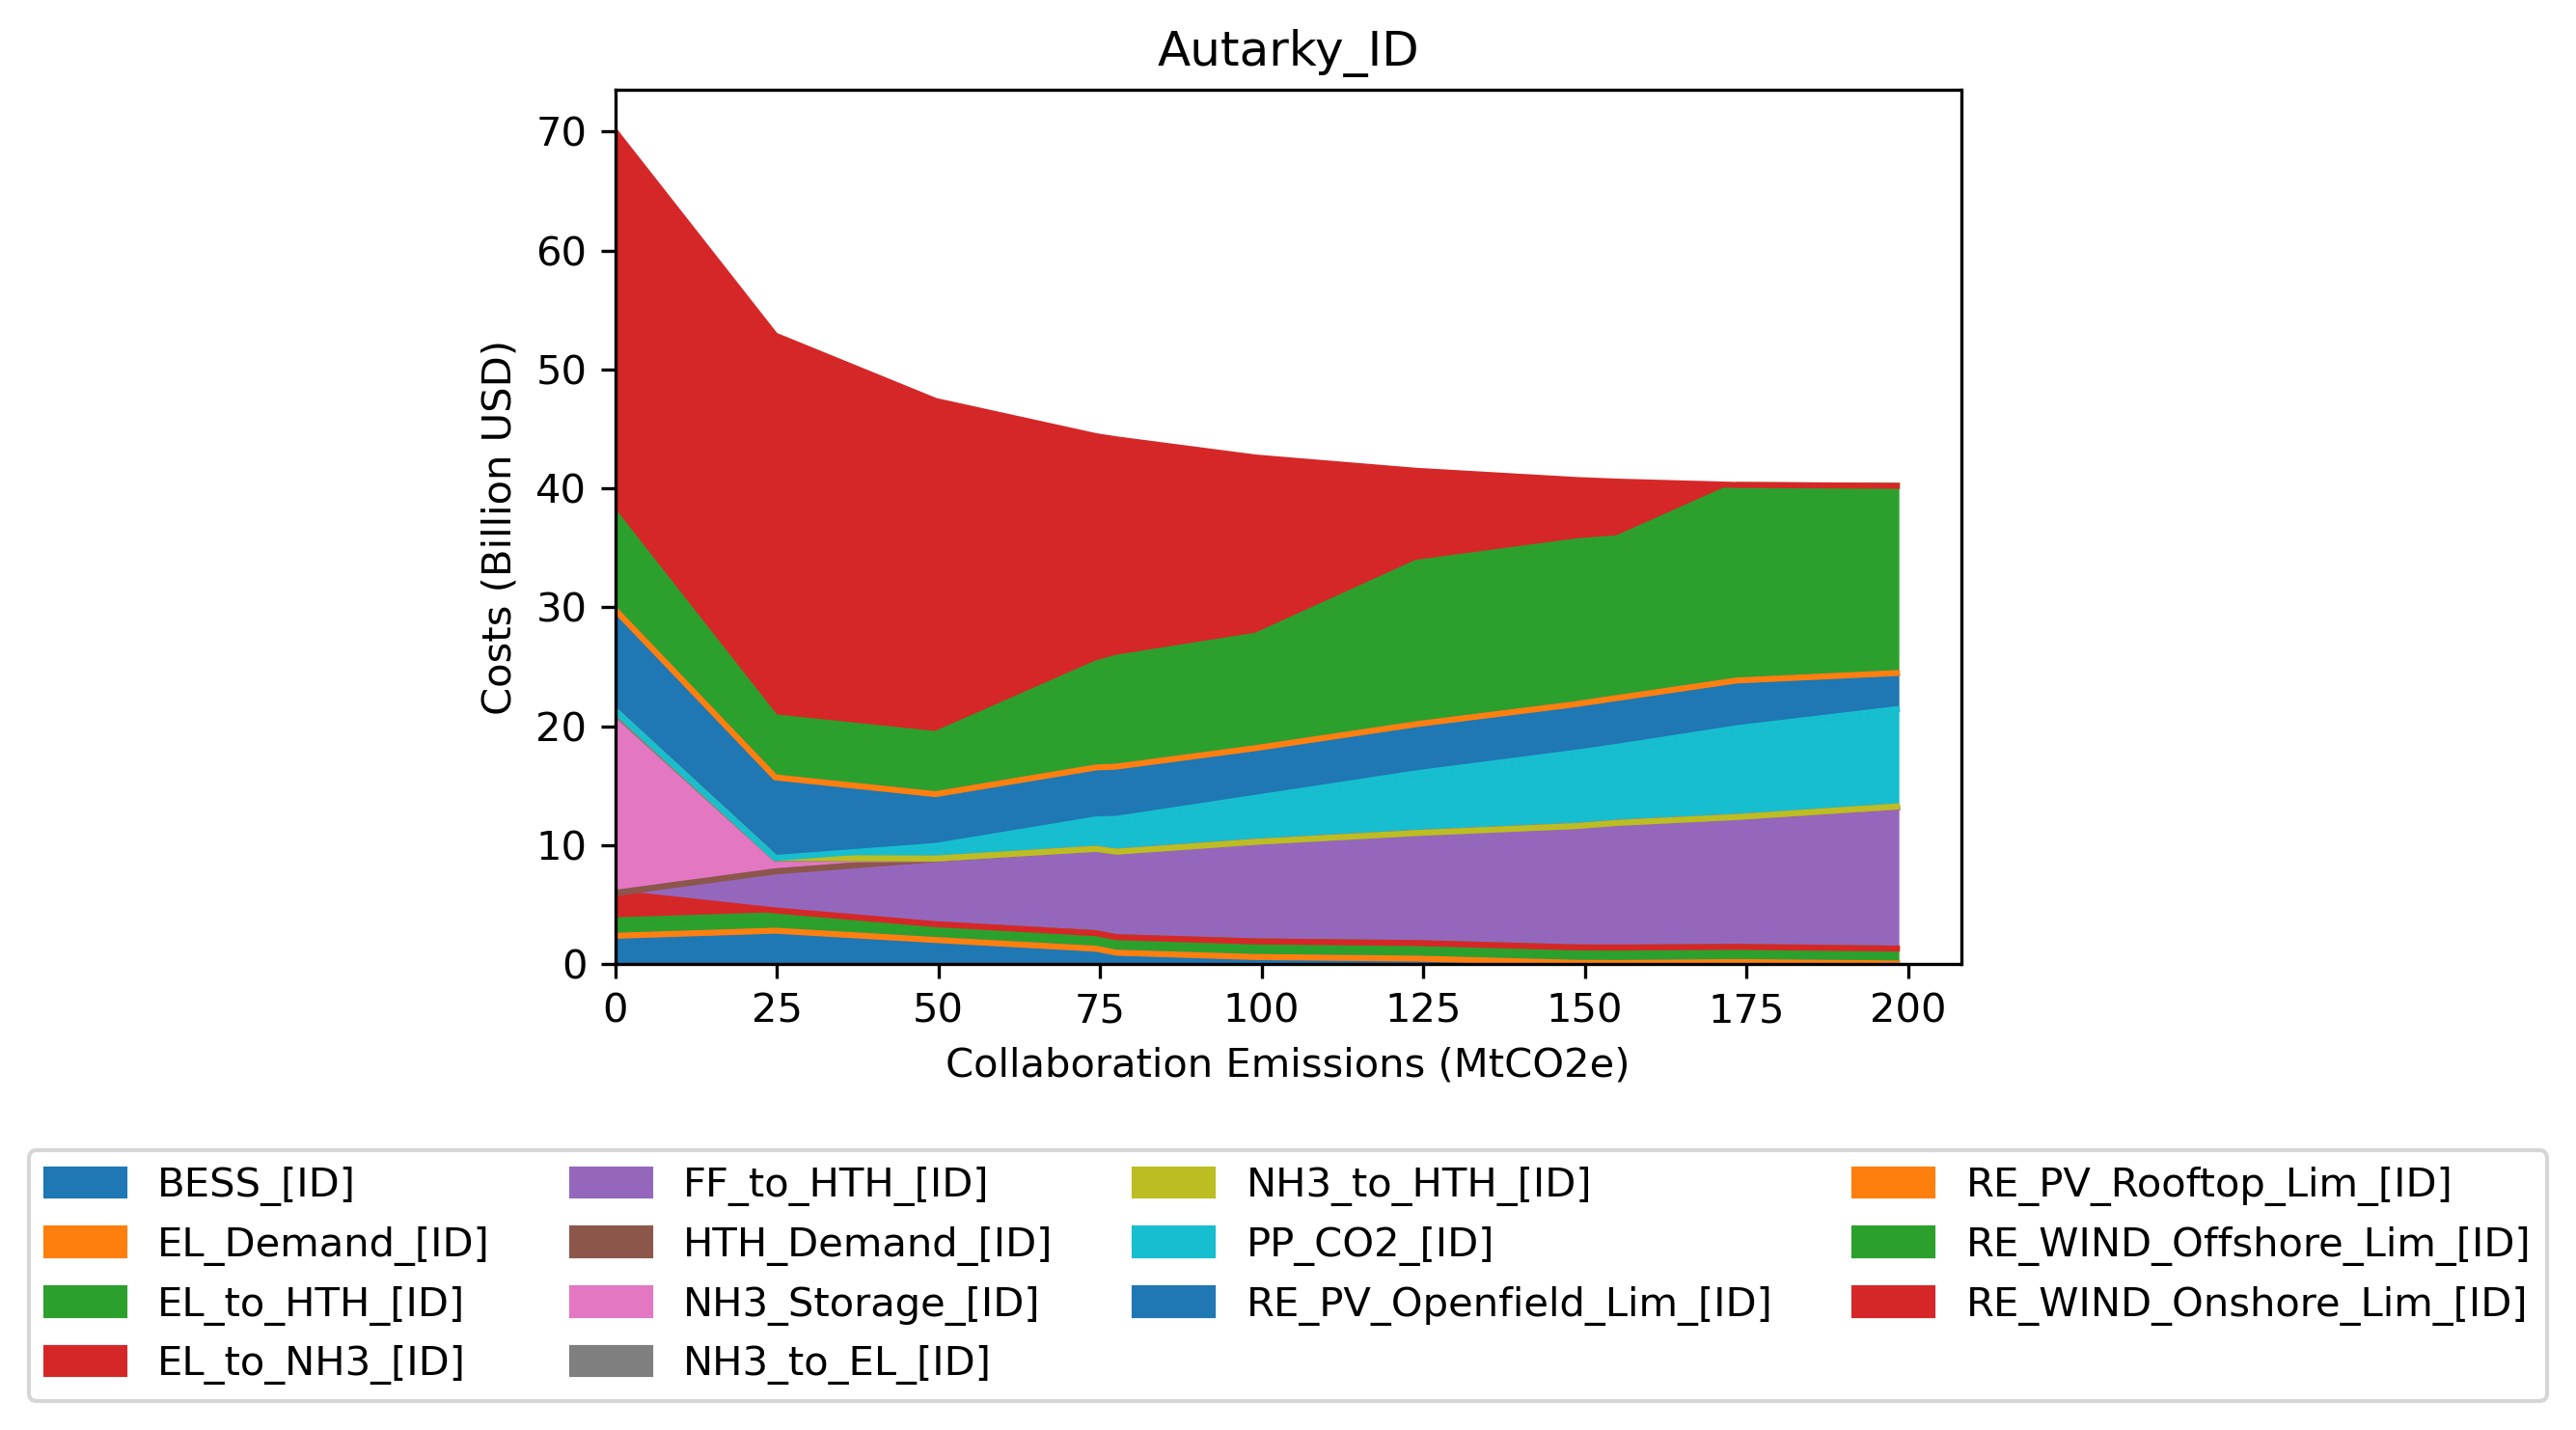 Autarky_ID
Costs (Billion USD)
70
60
50
40
30
20
10
0
0 25 50 75 100 125 150 175 200
Collaboration Emissions (MtCO2e)
BESS_[ID]
EL_Demand_[ID]
EL_to_HTH_[ID]
EL_to_NH3_[ID]
FF_to_HTH_[ID]
HTH_Demand_[ID]
NH3_Storage_[ID]
NH3_to_EL_[ID]
NH3_to_HTH_[ID]
PP_CO2_[ID]
RE_PV_Openfield_Lim_[ID]
RE_PV_Rooftop_Lim_[ID]
RE_WIND_Offshore_Lim_[ID]
RE_WIND_Onshore_Lim_[ID]